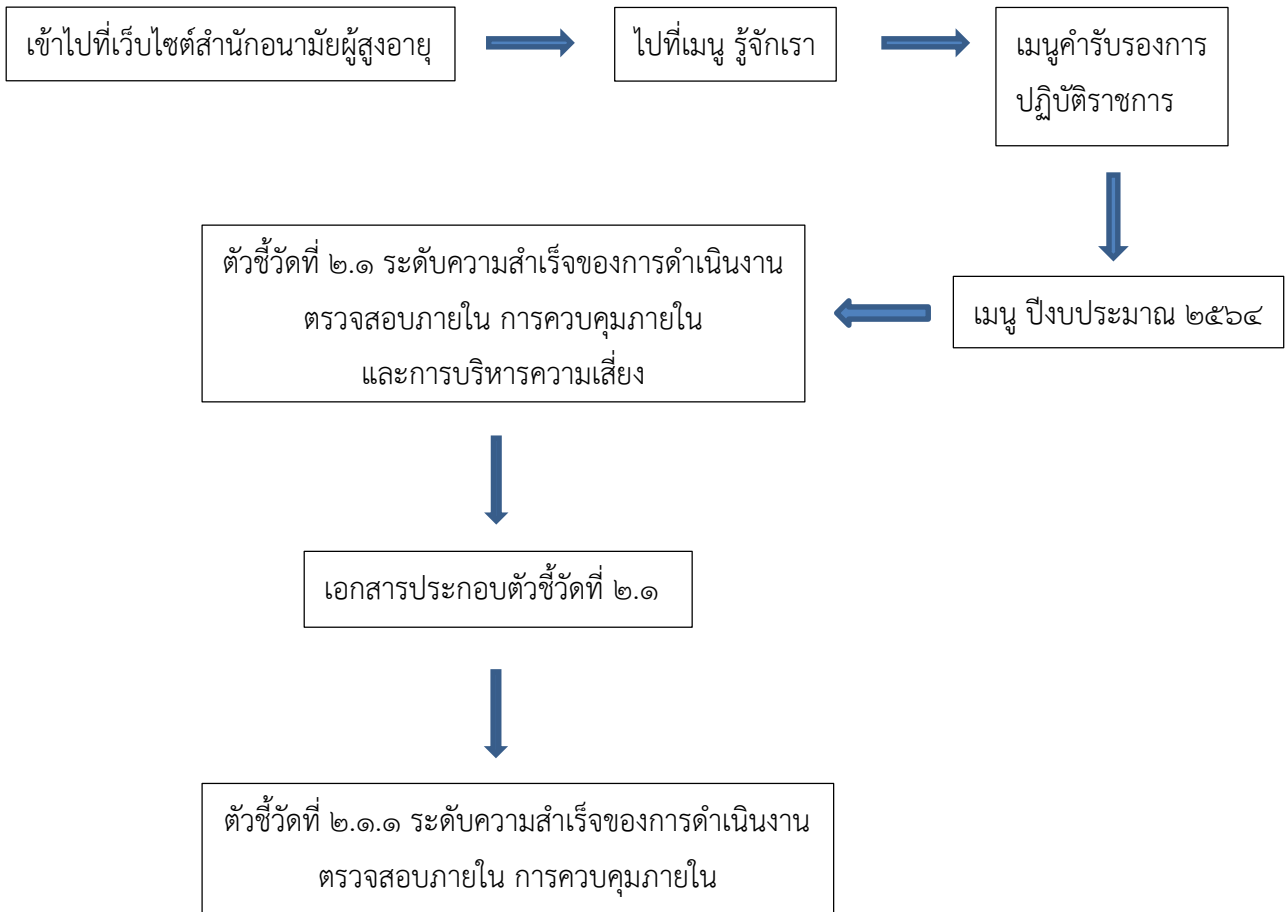 เข้าไปที่เว็บไซต์สำนักอนามัยผู้สูงอายุ
ไปที่เมนู รู้จักเรา
เมนูคำรับรองการ
ปฏิบัติราชการ
เมนู ปีงบประมาณ ๒๕๖๔
ตัวชี้วัดที่ ๒.๑ ระดับความสำเร็จของการดำเนินงาน
ตรวจสอบภายใน การควบคุมภายใน
และการบริหารความเสี่ยง
เอกสารประกอบตัวชี้วัดที่ ๒.๑
ตัวชี้วัดที่ ๒.๑.๑ ระดับความสำเร็จของการดำเนินงาน
ตรวจสอบภายใน การควบคุมภายใน